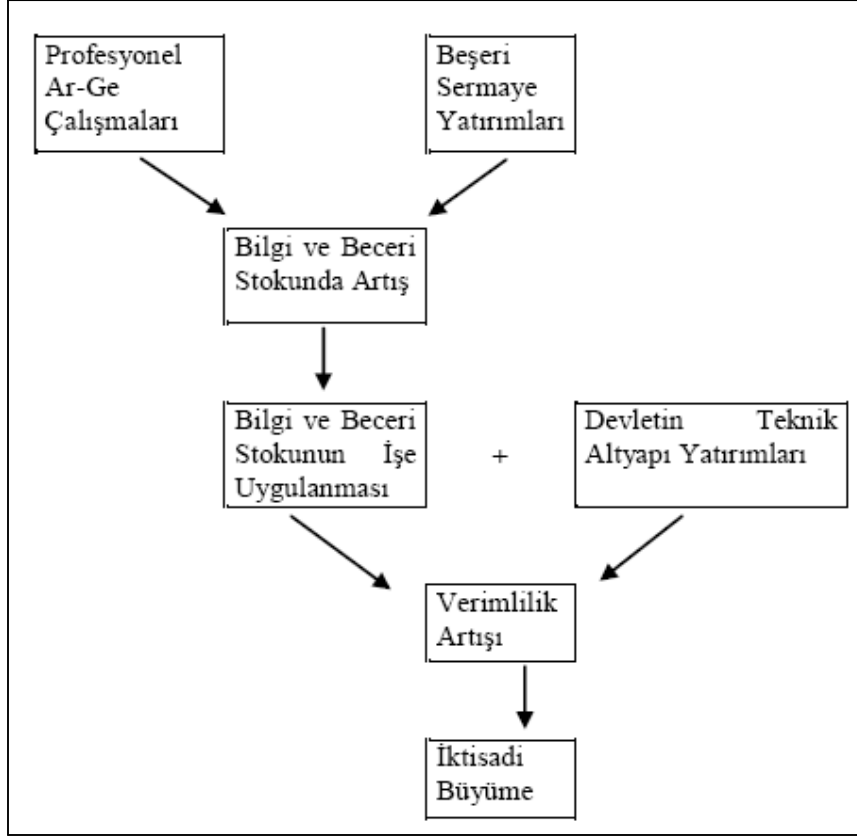 Profesyonel
Ar-Ge
Çalışmaları
Beşeri
Sermaye
Yatırımları
Bilgi ve Beceri
Stokunda Artış
Bilgi ve Beceri
Stokunun İşe
Uygulanması
+
Devletin Teknik
Altyapı Yatırımları
Verimlilik
Artışı
İktisadi
Büyüme